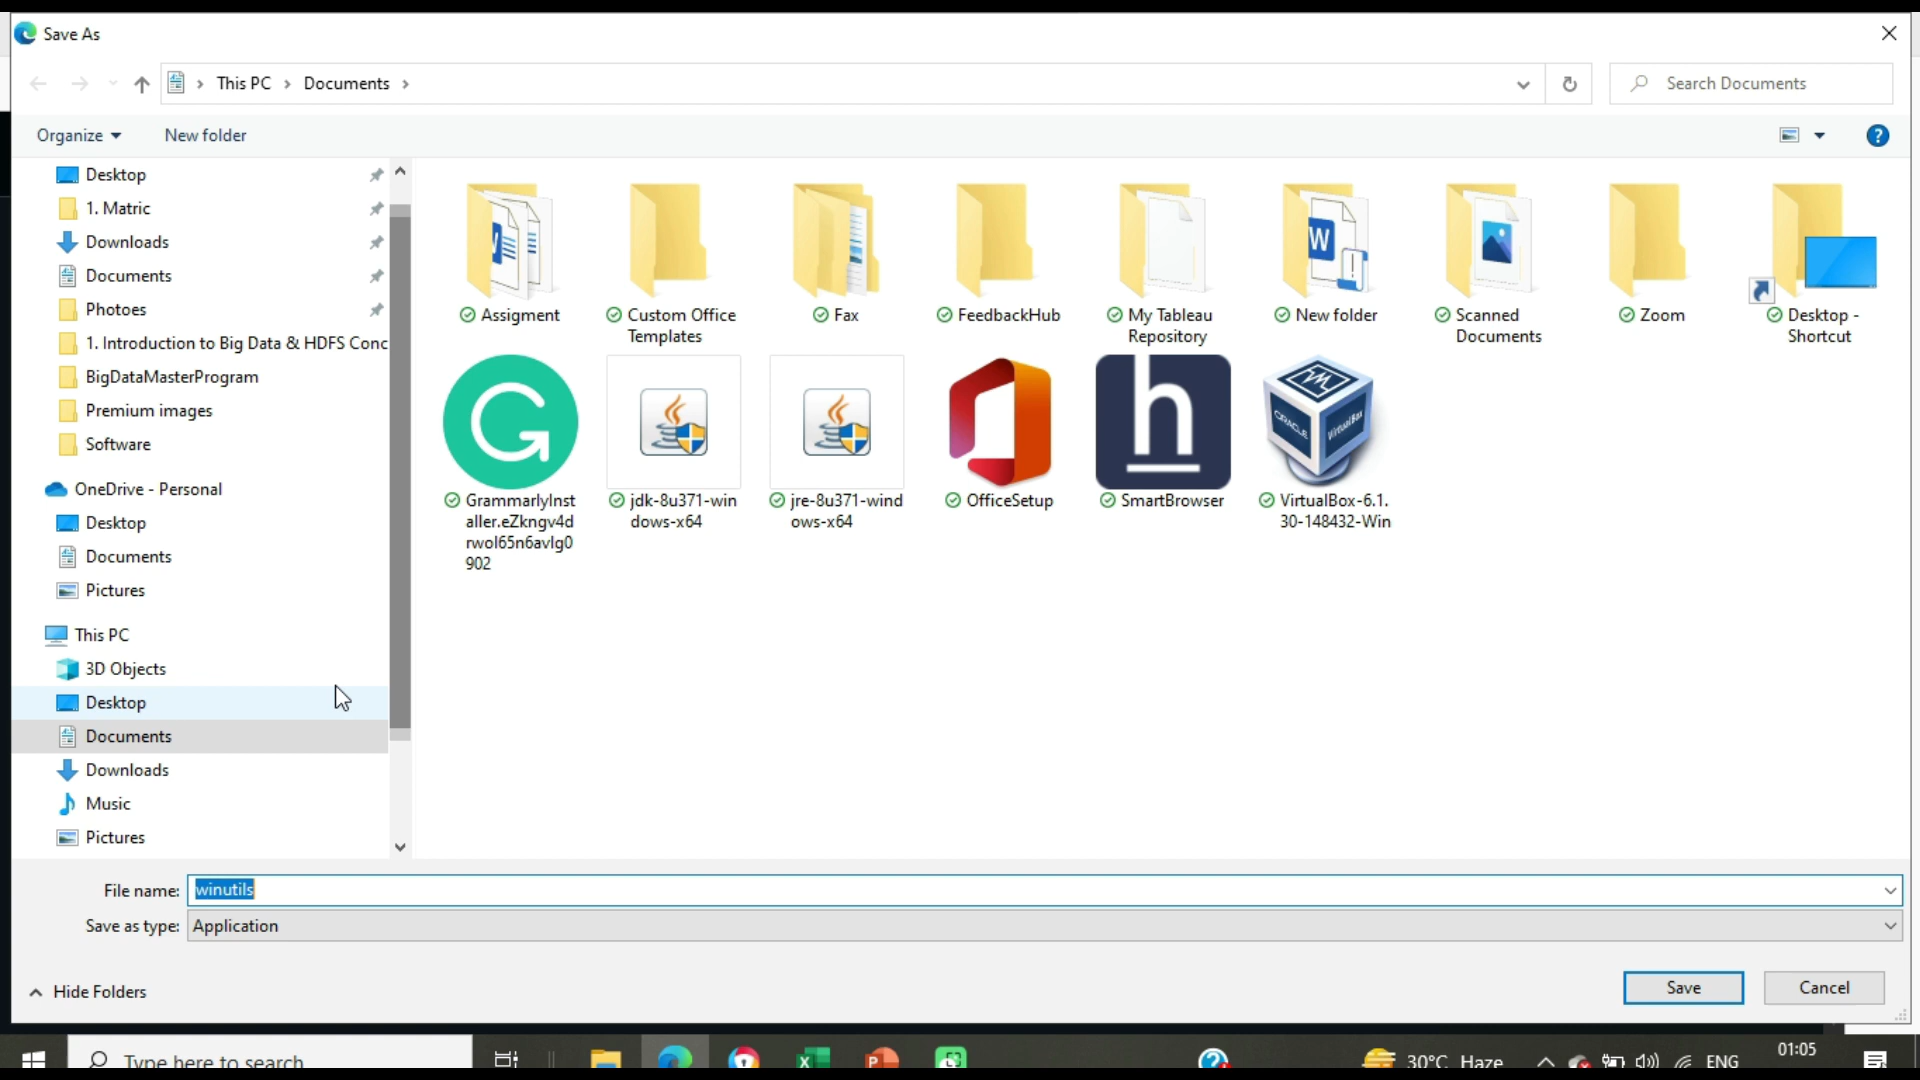 Save As
This PC
Documents
Search Documents
Organize
New folder
Desktop
1. Matric
Downloads
Documents
Photoes
1. Introduction to Big Data & HDFS Conc
BigDataMasterProgram
Premium images
Software
OneDrive - Personal
Desktop
Documents
Pictures
This PC
3D Objects
Desktop
Documents
Downloads
Music
Pictures
Assigment
Custom Office
Templates
Fax
FeedbackHub
My Tableau
Repository
New folder
Scanned
Documents
Zoom
Desktop -
Shortcut
GrammarlyInst
aller.eZkngv4d
rwol65n6avlg0
902
jdk-8u371-win
dows-x64
jre-8u371-wind
ows-x64
OfficeSetup
h
SmartBrowser
ORACLE
VirtualBox
VirtualBox-6.1.
30-148432-Win
File name: winutils
Save as type: Application
Hide Folders
Save
Cancel
Type here to search
30°C Haze
ENG
01:05